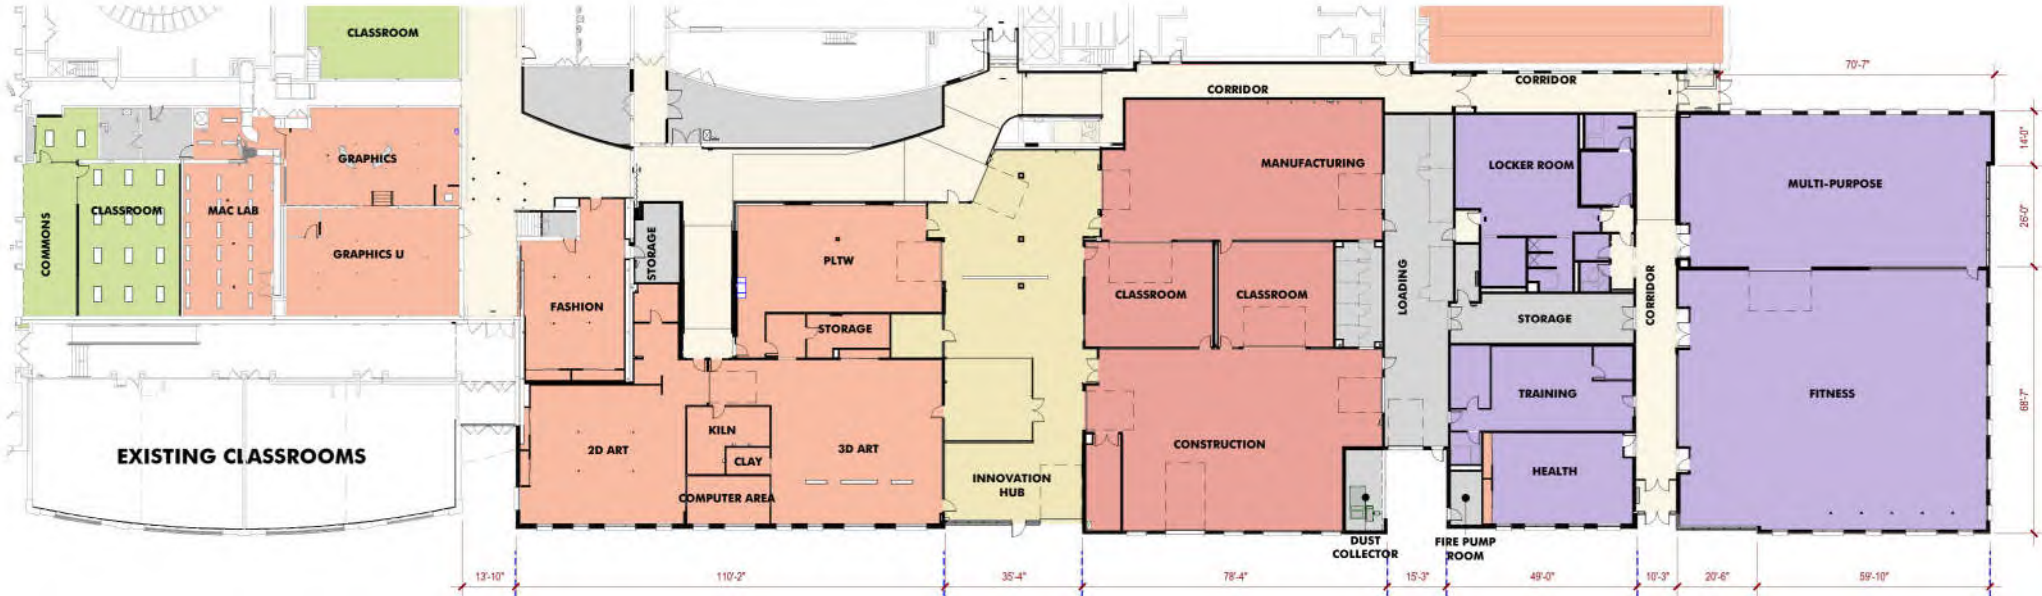 CLASSROOM
70'-7"
CORRIDOR
CORRIDOR
14'-0"
GRAPHICS
MANUFACTURING
LOCKER ROOM
MULTI-PURPOSE
COMMONS
CLASSROOM
MAC LAB
26'-0"
GRAPHICS U
STORAGE
PLTW
LOADING
CORRIDOR
FASHION
CLASSROOM
CLASSROOM
STORAGE
STORAGE
TRAINING
FITNESS
68'-7"
KILN
EXISTING CLASSROOMS
2D ART
3D ART
CONSTRUCTION
CLAY
HEALTH
COMPUTER AREA
INNOVATION
HUB
DUST
COLLECTOR
FIRE PUMP
ROOM
13'-10"
110'-2"
35'-4"
78'-4"
15'-3"
49'-0"
10'-3"
20'-6"
59'-10"